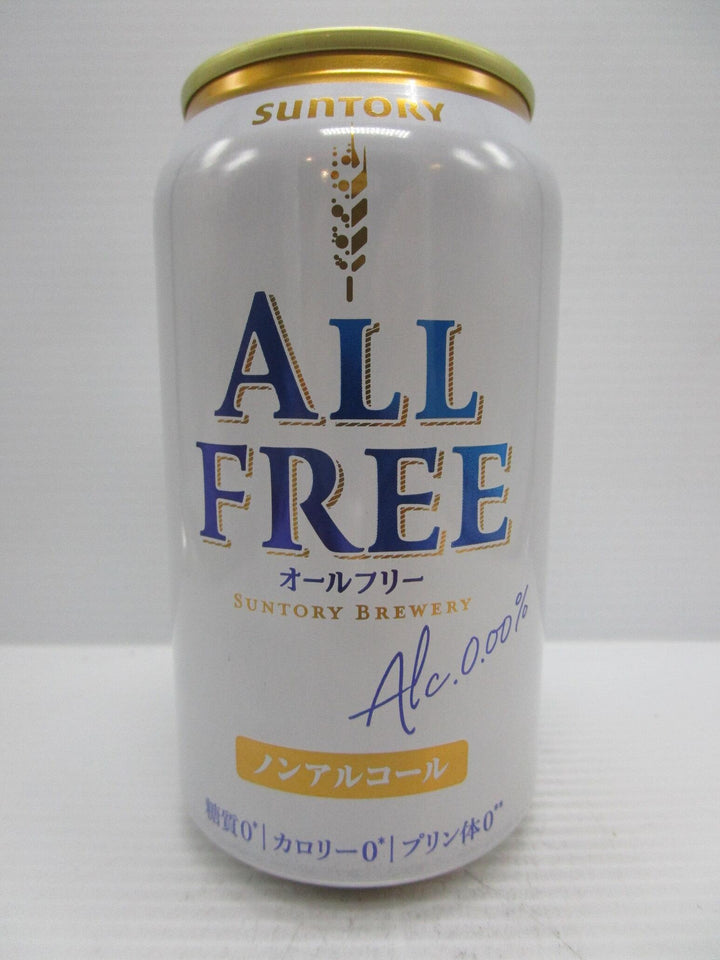 SUNTORY
ALL
FREE
オールフリー
SUNTORY BREWERY
Alc.0.00%
ノンアルコール
糖質0*|カロリー0*|プリン体0**